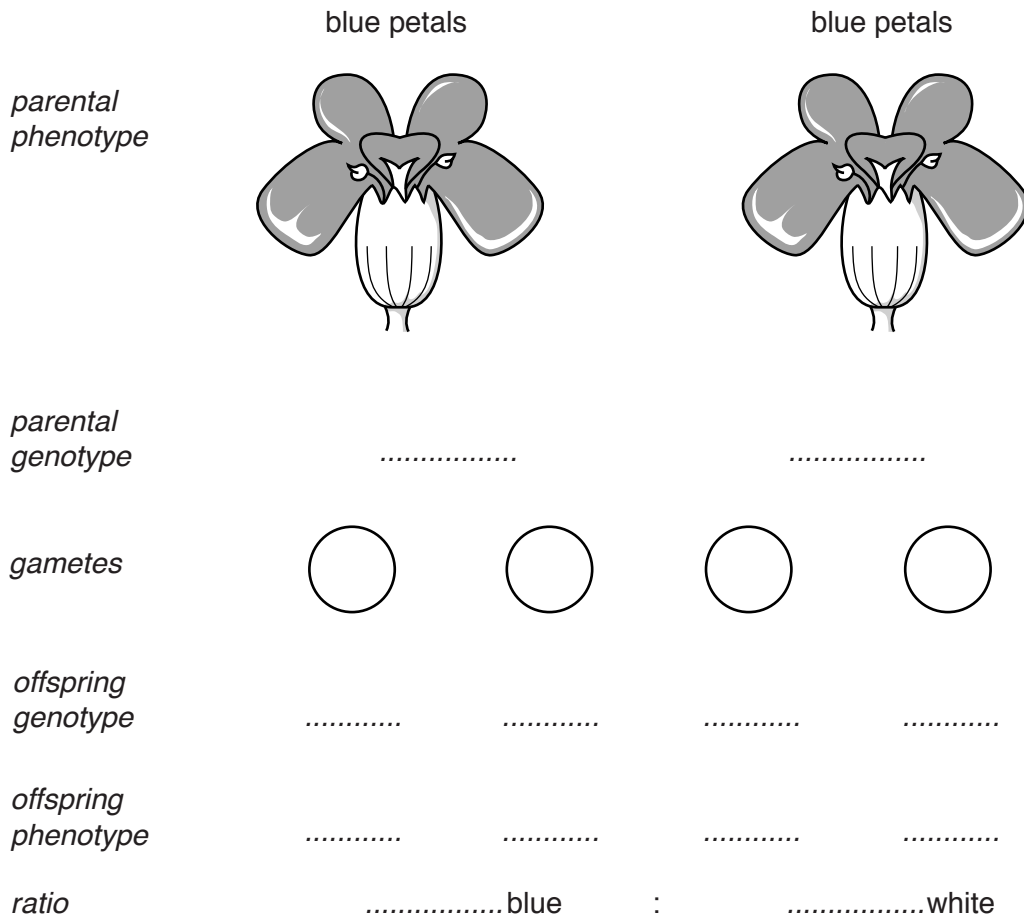 blue petals blue petals
parental
phenotype
parental
genotype ................. .................
gametes
offspring
genotype ............ ............ ............ ............
offspring
phenotype ............ ............ ............ ............
ratio .................blue : .................white